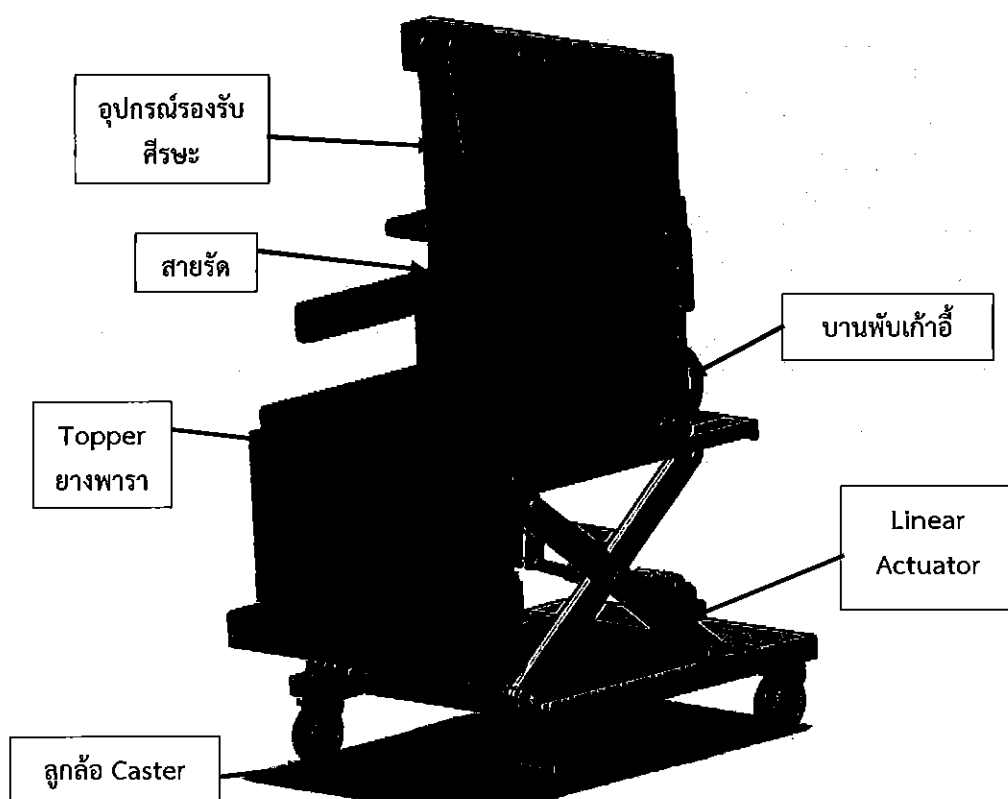 อุปกรณ์รองรับ
ศีรษะ
สายรัด
บานพับเก้าอี้
Topper
ยางพารา
Linear
Actuator
ลูกล้อ Caster